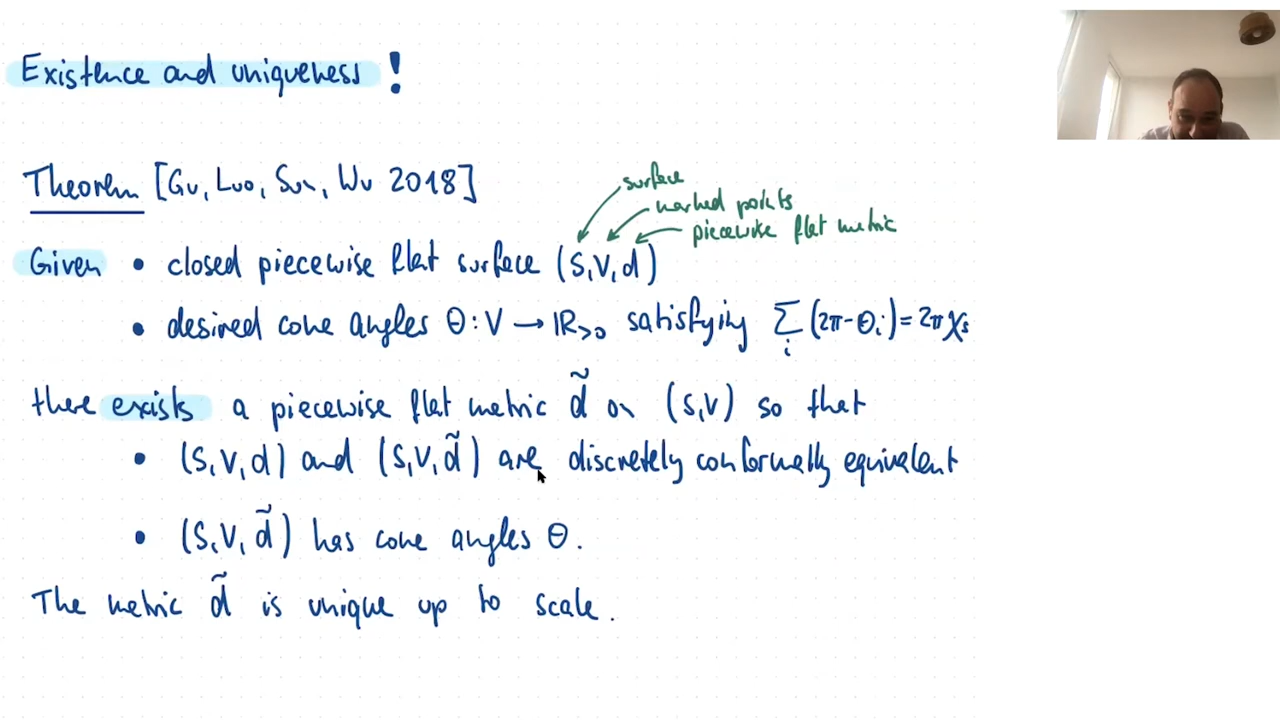 Existence and uniqueness !
Theorem [Gu, Luo, Sun, Wu 2018]
surface
marked points
piecewise flat metric
Given • closed piecewise flat surface (S,V,d)
• desired cone angles Θ : V → ℝ>0 satisfying ∑i (2π-Θi) = 2π χs
there exists a piecewise flat metric d̃ on (S,V) so that
• (S,V,d) and (S,V,d̃) are discretely conformally equivalent
• (S,V,d̃) has cone angles Θ.
The metric d̃ is unique up to scale.